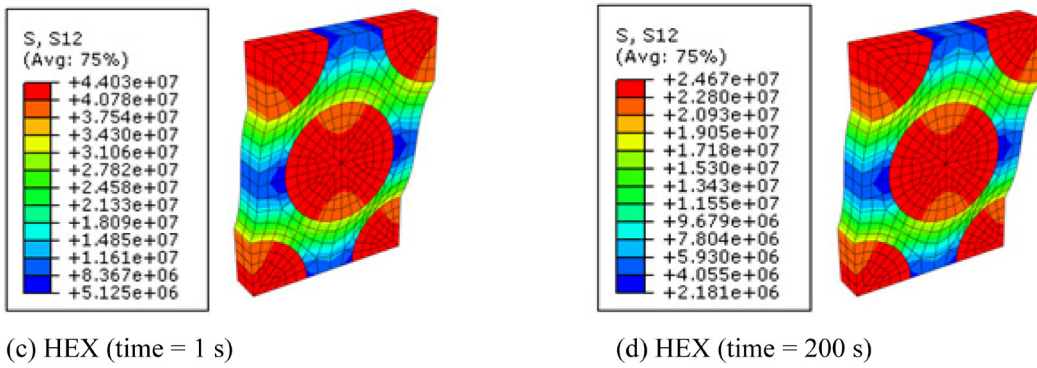 S, S12
(Avg: 75%)
+4.403e+07
+4.078e+07
+3.754e+07
+3.430e+07
+3.106e+07
+2.782e+07
+2.458e+07
+2.133e+07
+1.809e+07
+1.485e+07
+1.161e+07
+8.367e+06
+5.125e+06
(c) HEX (time = 1 s)
S, S12
(Avg: 75%)
+2.467e+07
+2.280e+07
+2.093e+07
+1.905e+07
+1.718e+07
+1.530e+07
+1.343e+07
+1.155e+07
+9.679e+06
+7.804e+06
+5.930e+06
+4.055e+06
+2.181e+06
(d) HEX (time = 200 s)